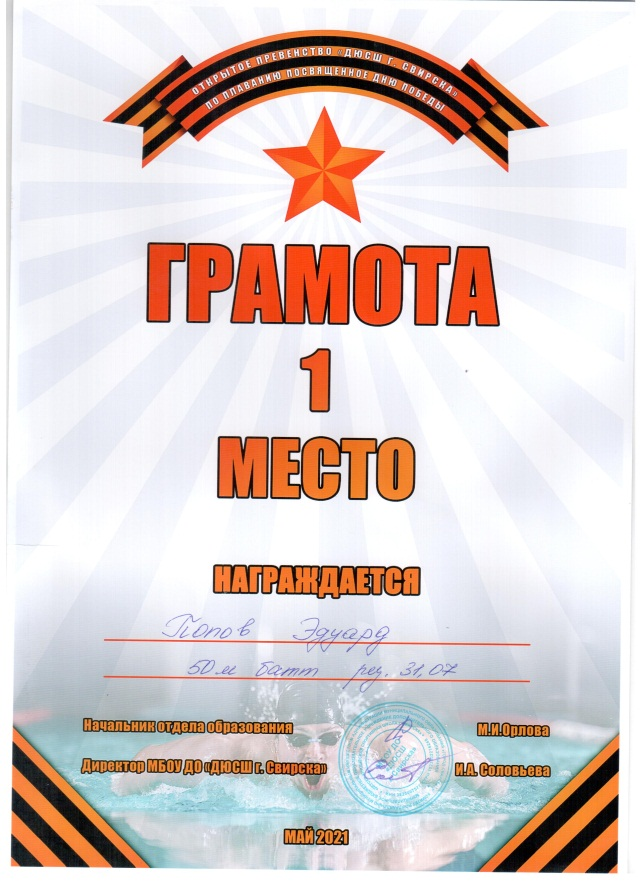 ОТКРЫТОЕ ПРЕВЕНСТВО «ДЮСШ Г. СВИРСКА»
ПО ПЛАВАНИЮ ПОСВЯЩЕННОЕ ДНЮ ПОБЕДЫ
ГРАМОТА
1
МЕСТО
НАГРАЖДАЕТСЯ
Попов Эдуард
50м батт рез. 31,07
Начальник отдела образования М.И.Орлова
Директор МБОУ ДО «ДЮСШ г. Свирска» И.А. Соловьева
МАЙ 2021